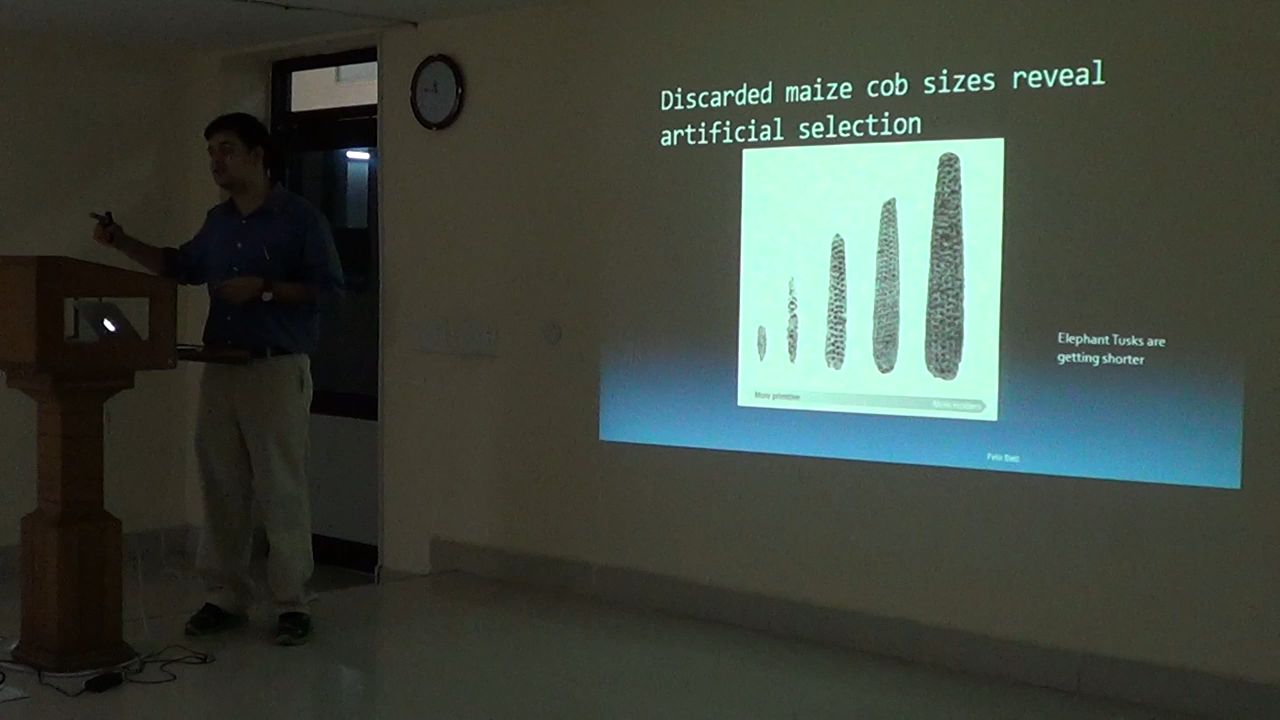 Discarded maize cob sizes reveal
artificial selection
More primitive
Elephant Tusks are
getting shorter